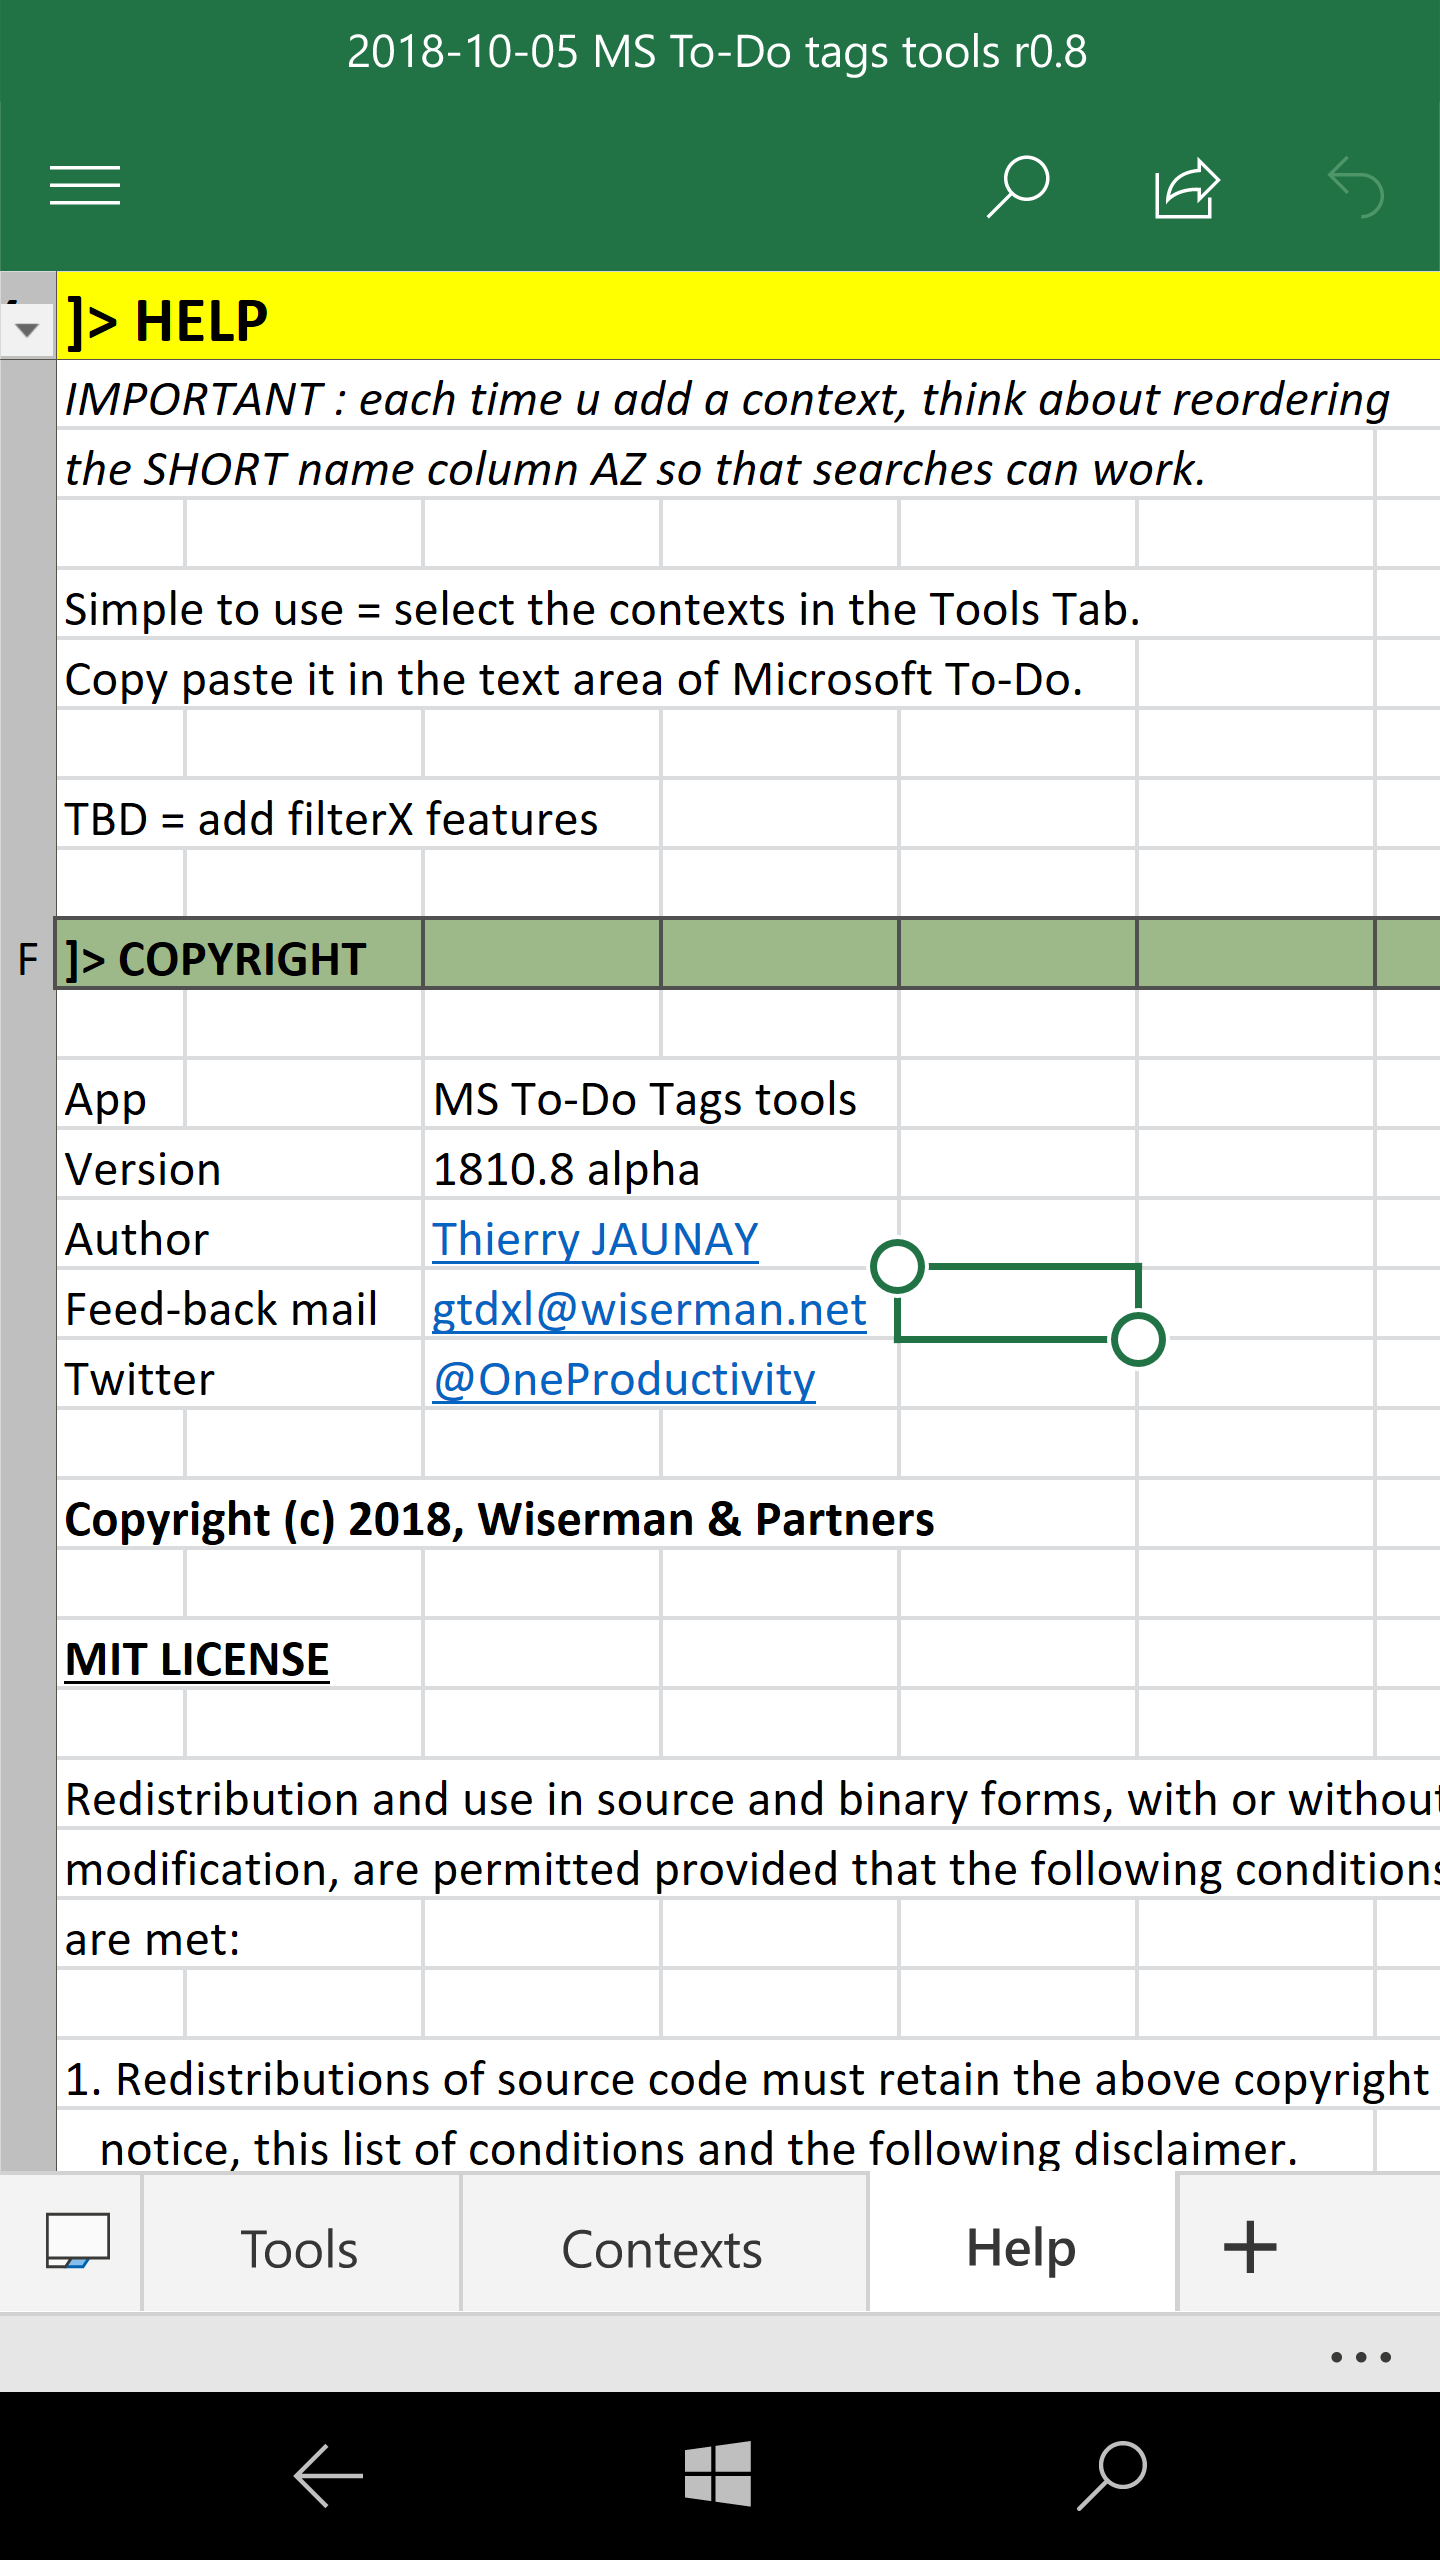 2018-10-05 MS To-Do tags tools r0.8
]> HELP
IMPORTANT : each time u add a context, think about reordering
the SHORT name column AZ so that searches can work.
Simple to use = select the contexts in the Tools Tab.
Copy paste it in the text area of Microsoft To-Do.
TBD = add filterX features
F ]> COPYRIGHT
App MS To-Do Tags tools
Version 1810.8 alpha
Author Thierry JAUNAY
Feed-back mail gtdxl@wiserman.net
Twitter @OneProductivity
Copyright (c) 2018, Wiserman & Partners
MIT LICENSE
Redistribution and use in source and binary forms, with or without
modification, are permitted provided that the following conditions
are met:
1. Redistributions of source code must retain the above copyright
notice, this list of conditions and the following disclaimer.
Tools Contexts Help